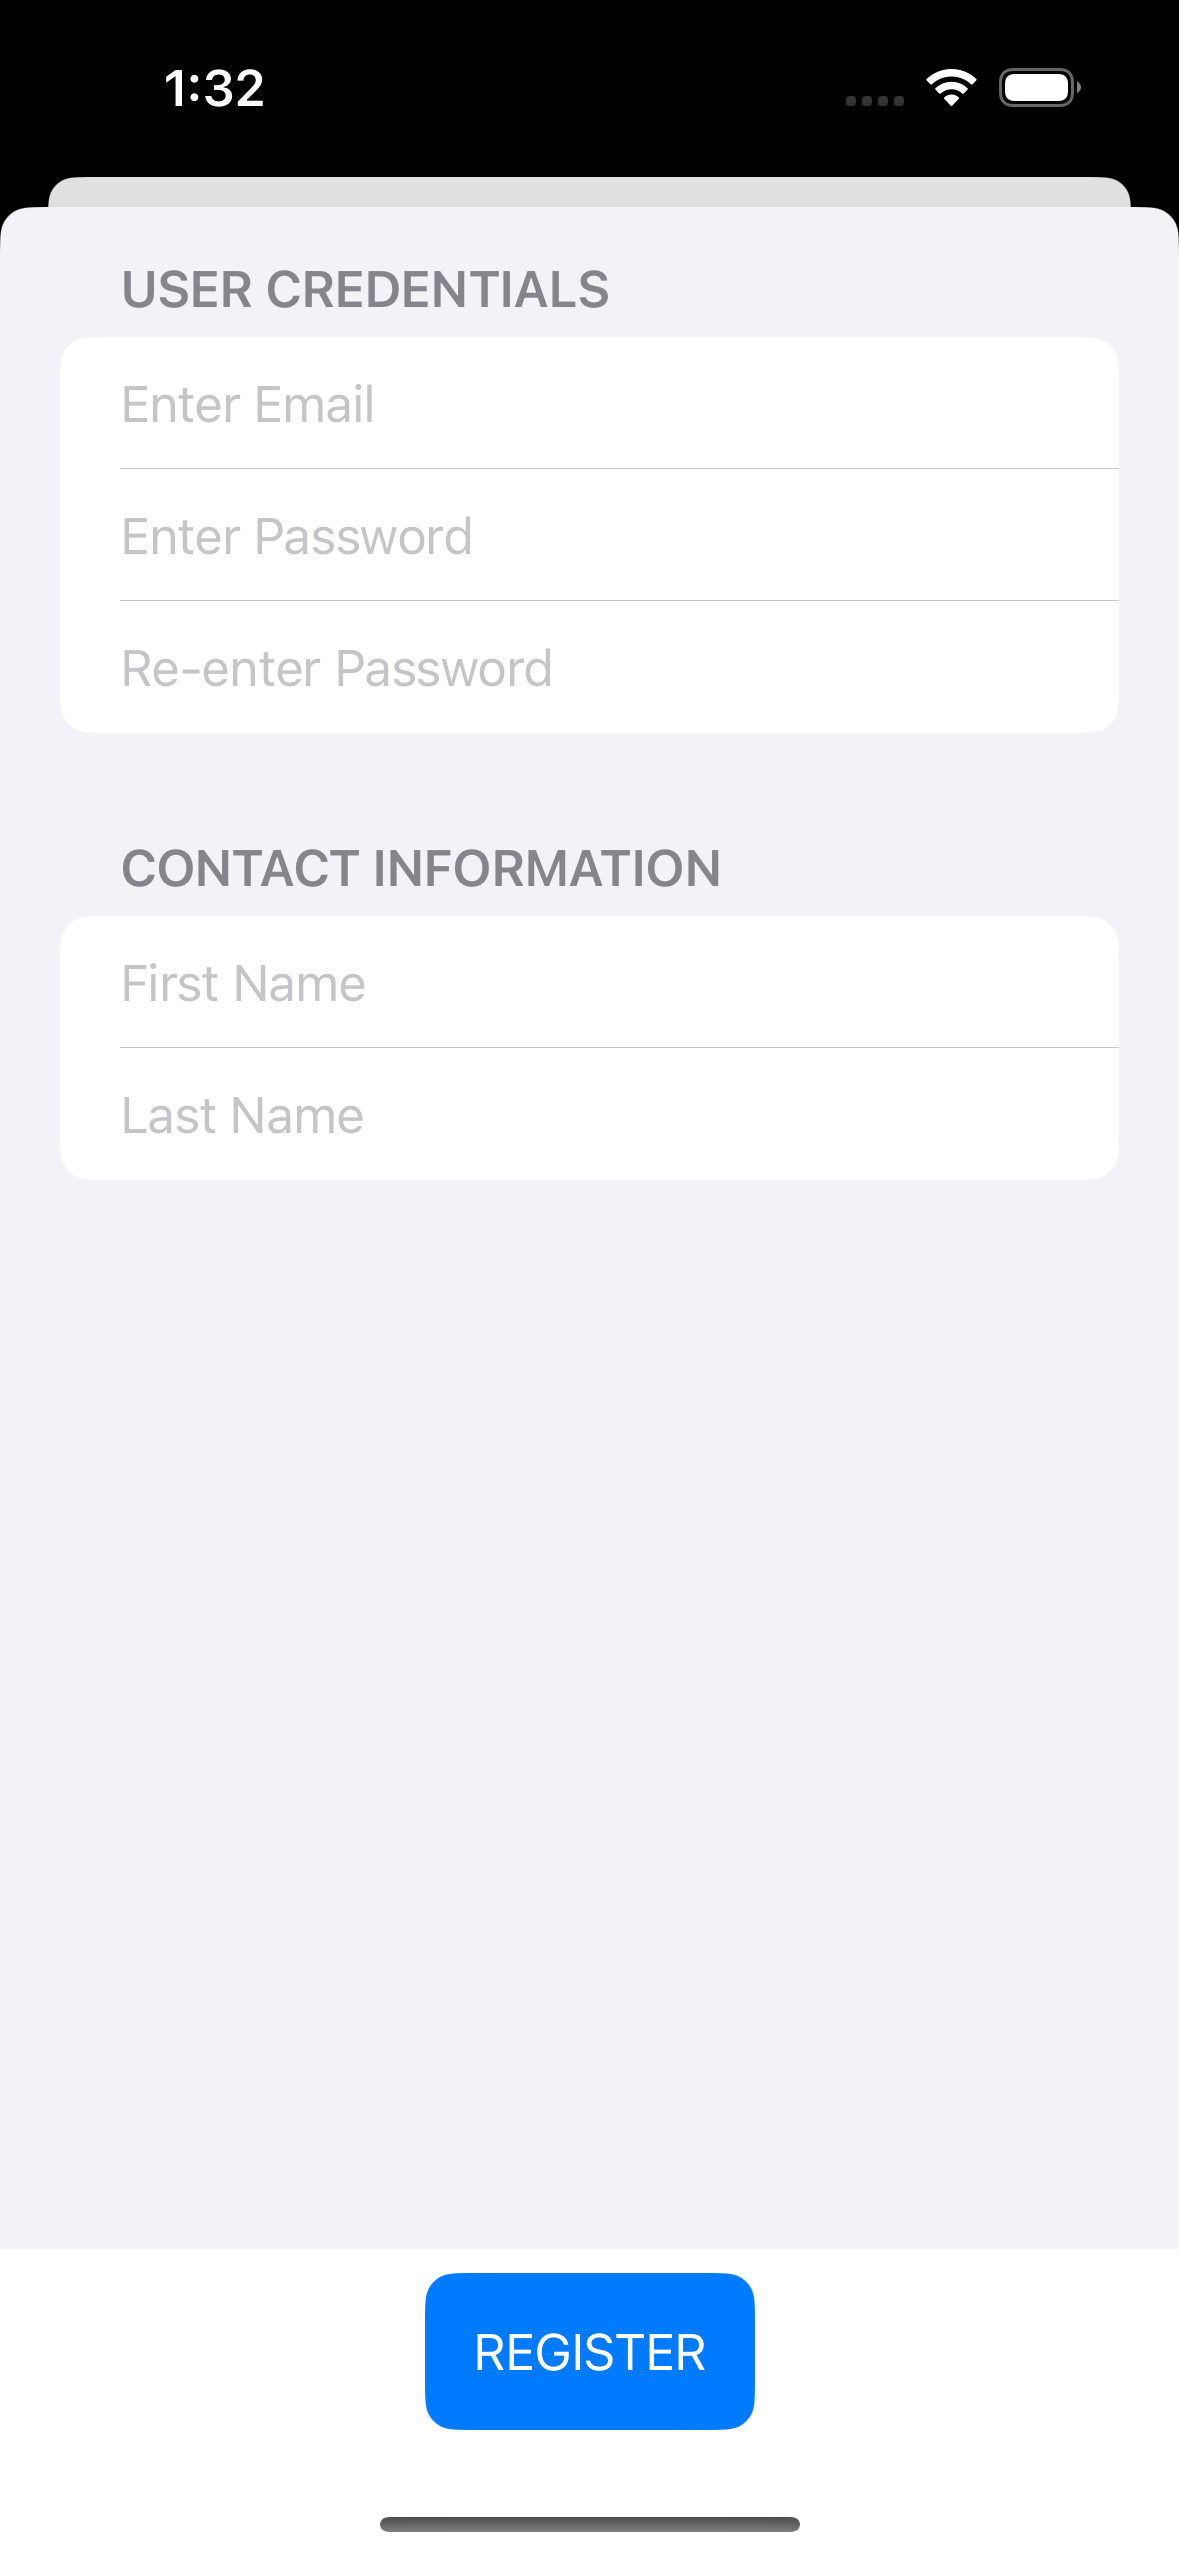 1:32
USER CREDENTIALS
Enter Email
Enter Password
Re-enter Password
CONTACT INFORMATION
First Name
Last Name
REGISTER